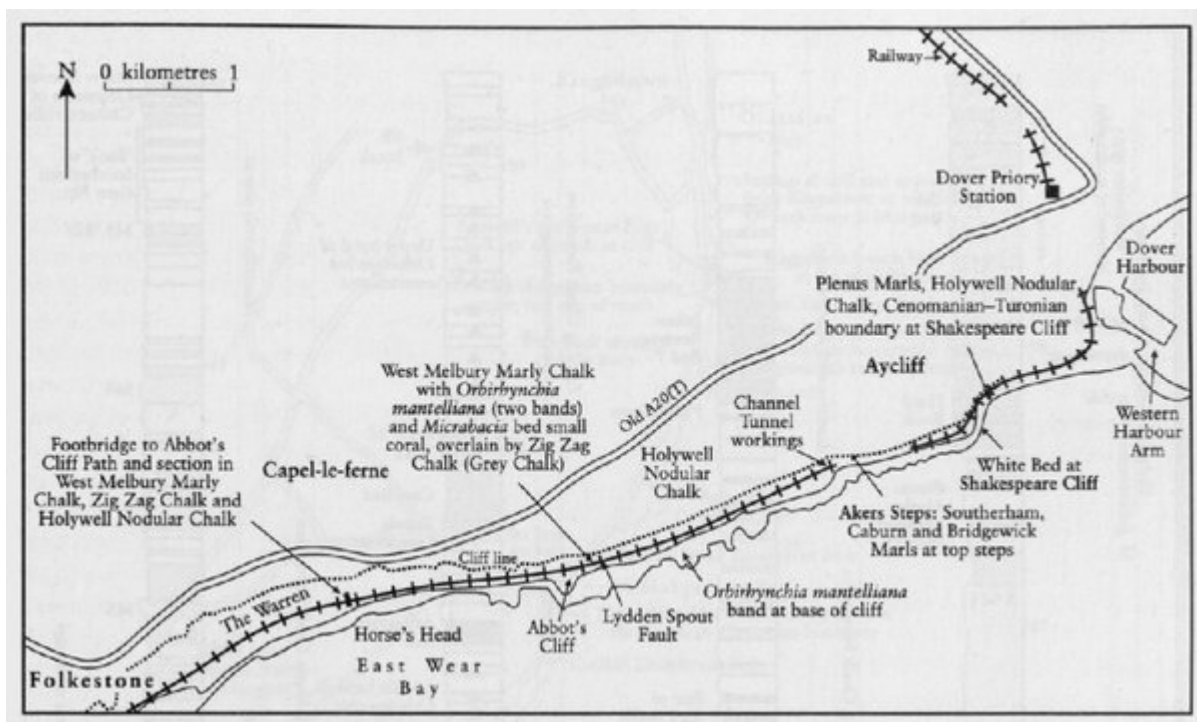 N
0 kilometres 1
Railway
Dover Priory
Station
Dover
Harbour
Plenus Marls, Holywell Nodular
Chalk, Cenomanian–Turonian
boundary at Shakespeare Cliff
Aycliff
Western
Harbour
Arm
West Melbury Marly Chalk
with Orbirhynchia
mantelliana (two bands)
and Micrabacia bed small
coral, overlain by Zig Zag
Chalk (Grey Chalk)
Old A20(T)
Channel
Tunnel
workings
Footbridge to Abbot's
Cliff Path and section in
West Melbury Marly
Chalk, Zig Zag Chalk and
Holywell Nodular Chalk
Capel-le-ferne
Holywell
Nodular
Chalk
White Bed at
Shakespeare Cliff
Akers Steps: Southerham,
Caburn and Bridgewick
Marls at top steps
Cliff line
The Warren
Orbirhynchia mantelliana
band at base of cliff
Lydden Spout
Fault
Abbot's
Cliff
Horse's Head
East Wear
Bay
Folkestone